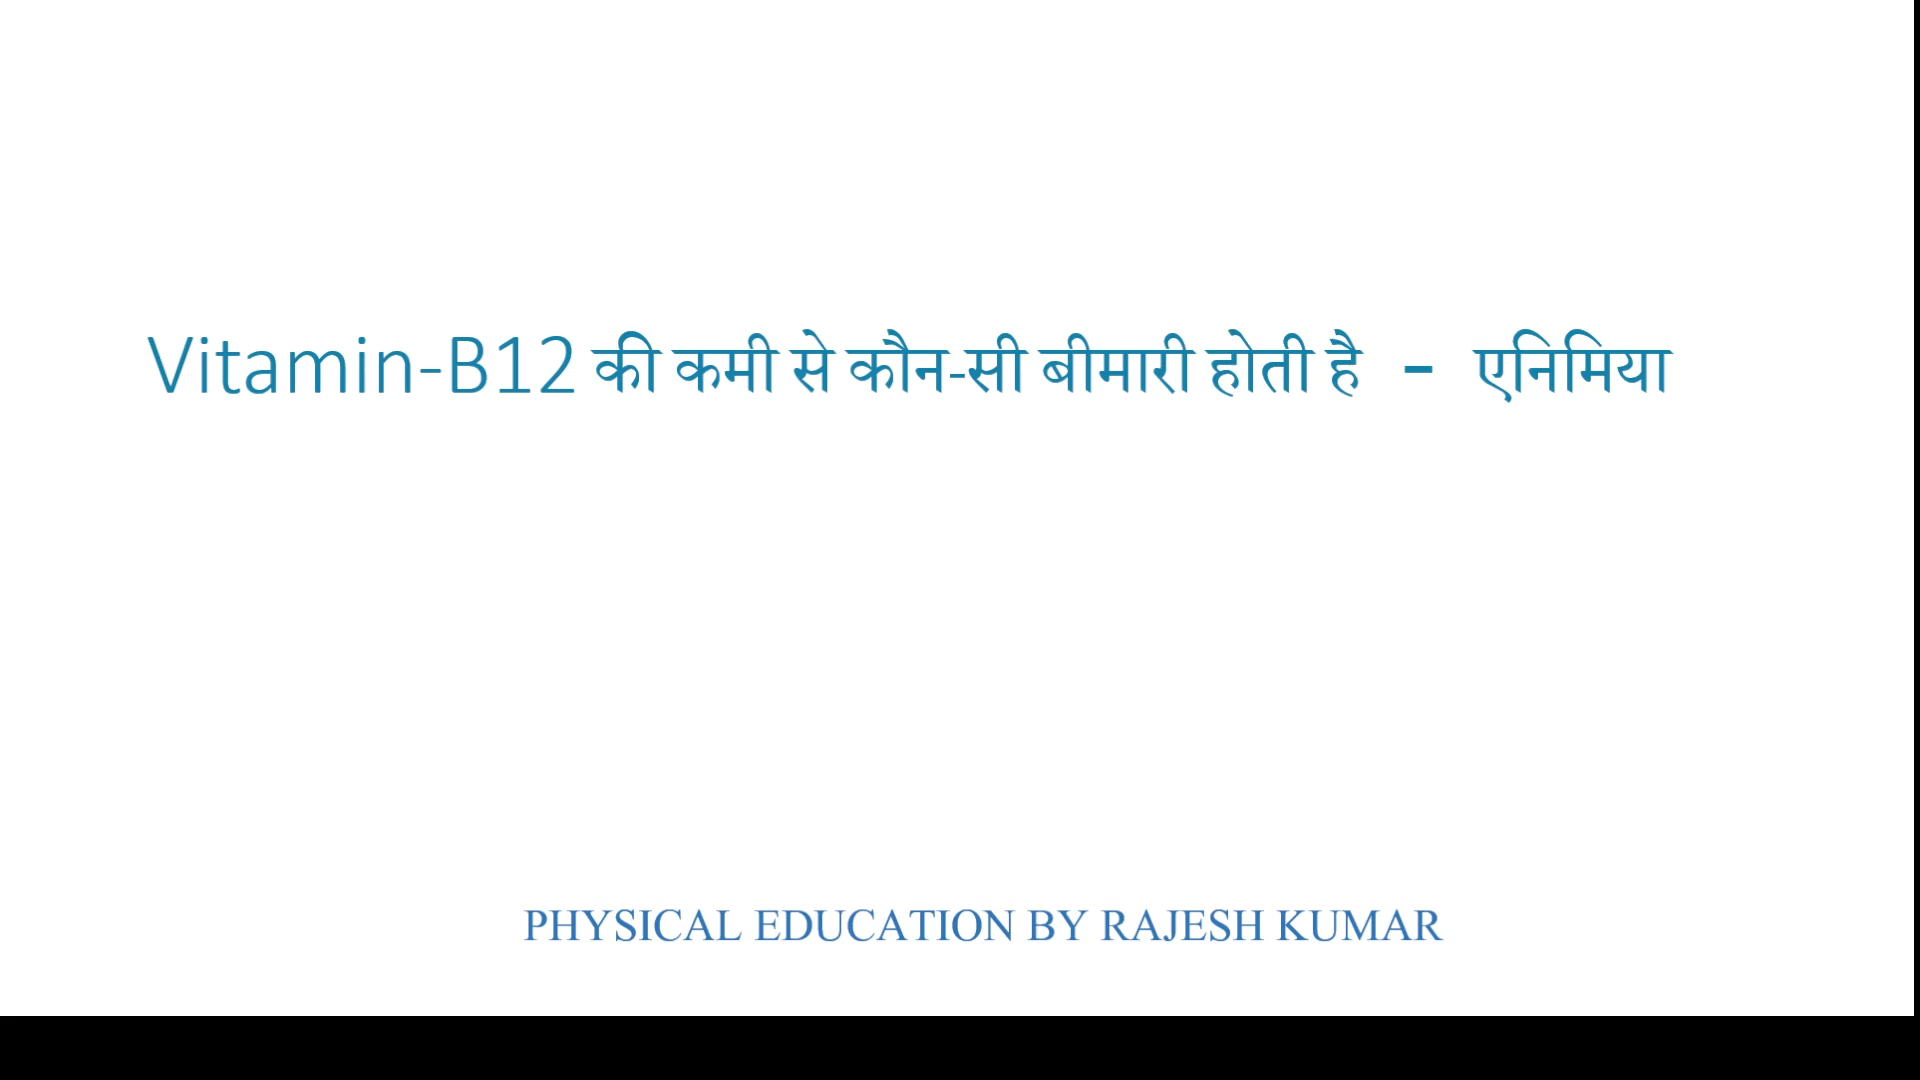 Vitamin-B12 की कमी से कौन-सी बीमारी होती है - एनिमिया
PHYSICAL EDUCATION BY RAJESH KUMAR